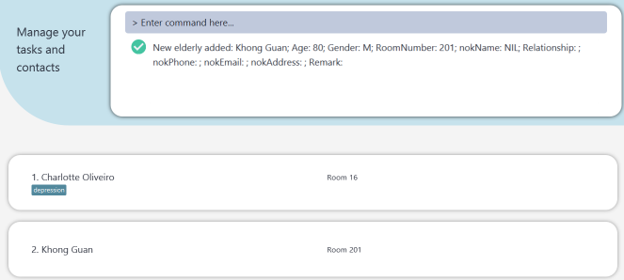 Manage your
tasks and
contacts
> Enter command here...
New elderly added: Khong Guan; Age: 80; Gender: M; RoomNumber: 201; nokName: NIL; Relationship: ;
nokPhone: ; nokEmail: ; nokAddress: ; Remark:
1. Charlotte Oliveiro
Room 16
depression
2. Khong Guan
Room 201